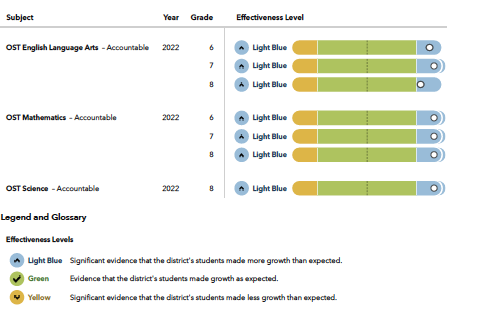 Subject Year Grade Effectiveness Level
OST English Language Arts - Accountable 2022 6 Light Blue
7 Light Blue
8 Light Blue
OST Mathematics - Accountable 2022 6 Light Blue
7 Light Blue
8 Light Blue
OST Science - Accountable 2022 8 Light Blue
Legend and Glossary
Effectiveness Levels
Light Blue Significant evidence that the district's students made more growth than expected.
Green Evidence that the district's students made growth as expected.
Yellow Significant evidence that the district's students made less growth than expected.